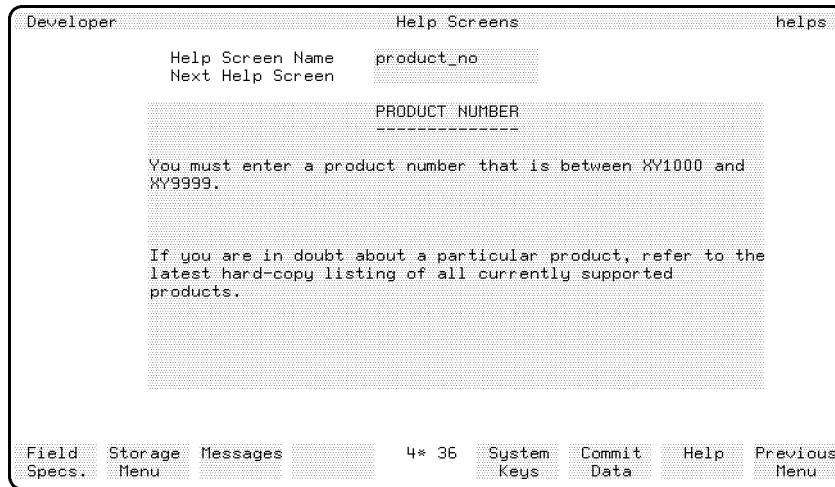 Developer Help Screens helps
Help Screen Name product_no
Next Help Screen
PRODUCT NUMBER
--------------
You must enter a product number that is between XY1000 and
XY9999.
If you are in doubt about a particular product, refer to the
latest hard-copy listing of all currently supported
products.
Field Storage Messages 4* 36 System Commit Help Previous
Specs. Menu Keys Data Menu